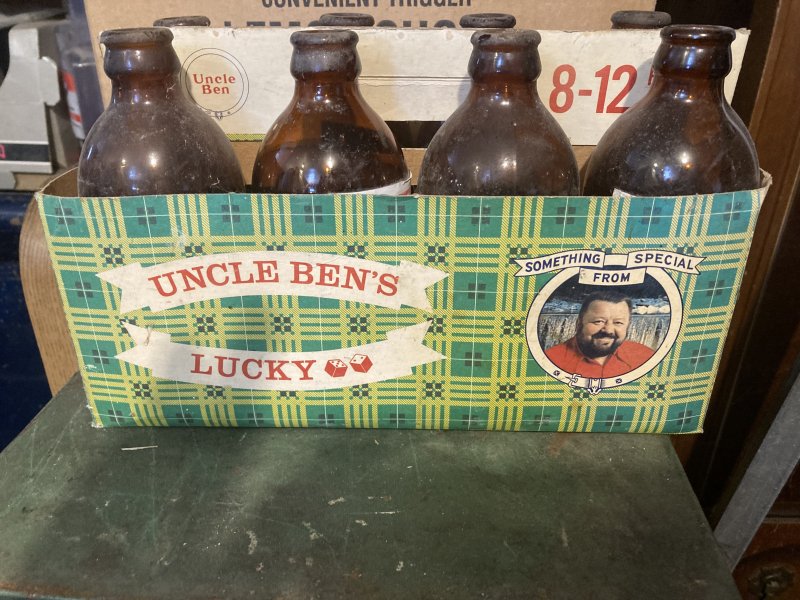 CONVENIENT TRIGGER
Uncle
Ben
8-12
UNCLE BEN'S
LUCKY
SOMETHING SPECIAL
FROM